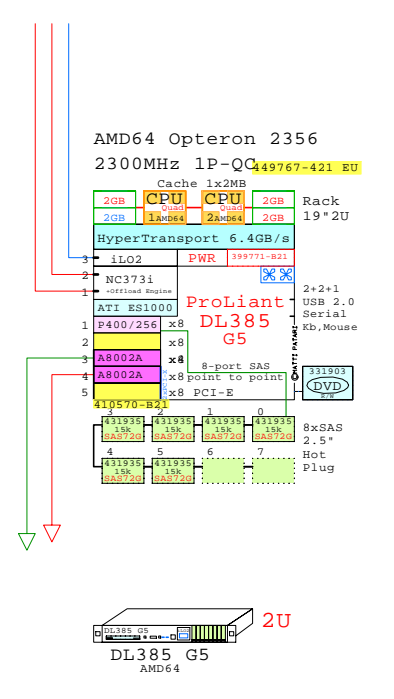 AMD64 Opteron 2356
2300MHz 1P-QC
449767-421 EU
Cache 1x2MB
2GB CPU CPU 2GB Rack
Quad Quad
2GB 1AMD64 2AMD64 2GB 19"2U
HyperTransport 6.4GB/s
3 iLO2 PWR 399771-B21
2 NC373i
1 +Offload Engine
ATI ES1000
ProLiant
DL385
G5
2+2+1
USB 2.0
Serial
Kb,Mouse
MATTI PATARI
1 P400/256 x8
2 x8
3 A8002A
8-port SAS
4 A8002A x8 point to point
5 x8 PCI-E
410570-B21
331903
DVD
R/W
3 2 1 0
431935 431935 431935 431935
15k 15k 15k 15k
SAS72G SAS72G SAS72G SAS72G
8xSAS
2.5"
Hot
Plug
4 5 6 7
431935 431935
15k 15k
SAS72G SAS72G
2U
DL385 G5
DL385 G5
AMD64